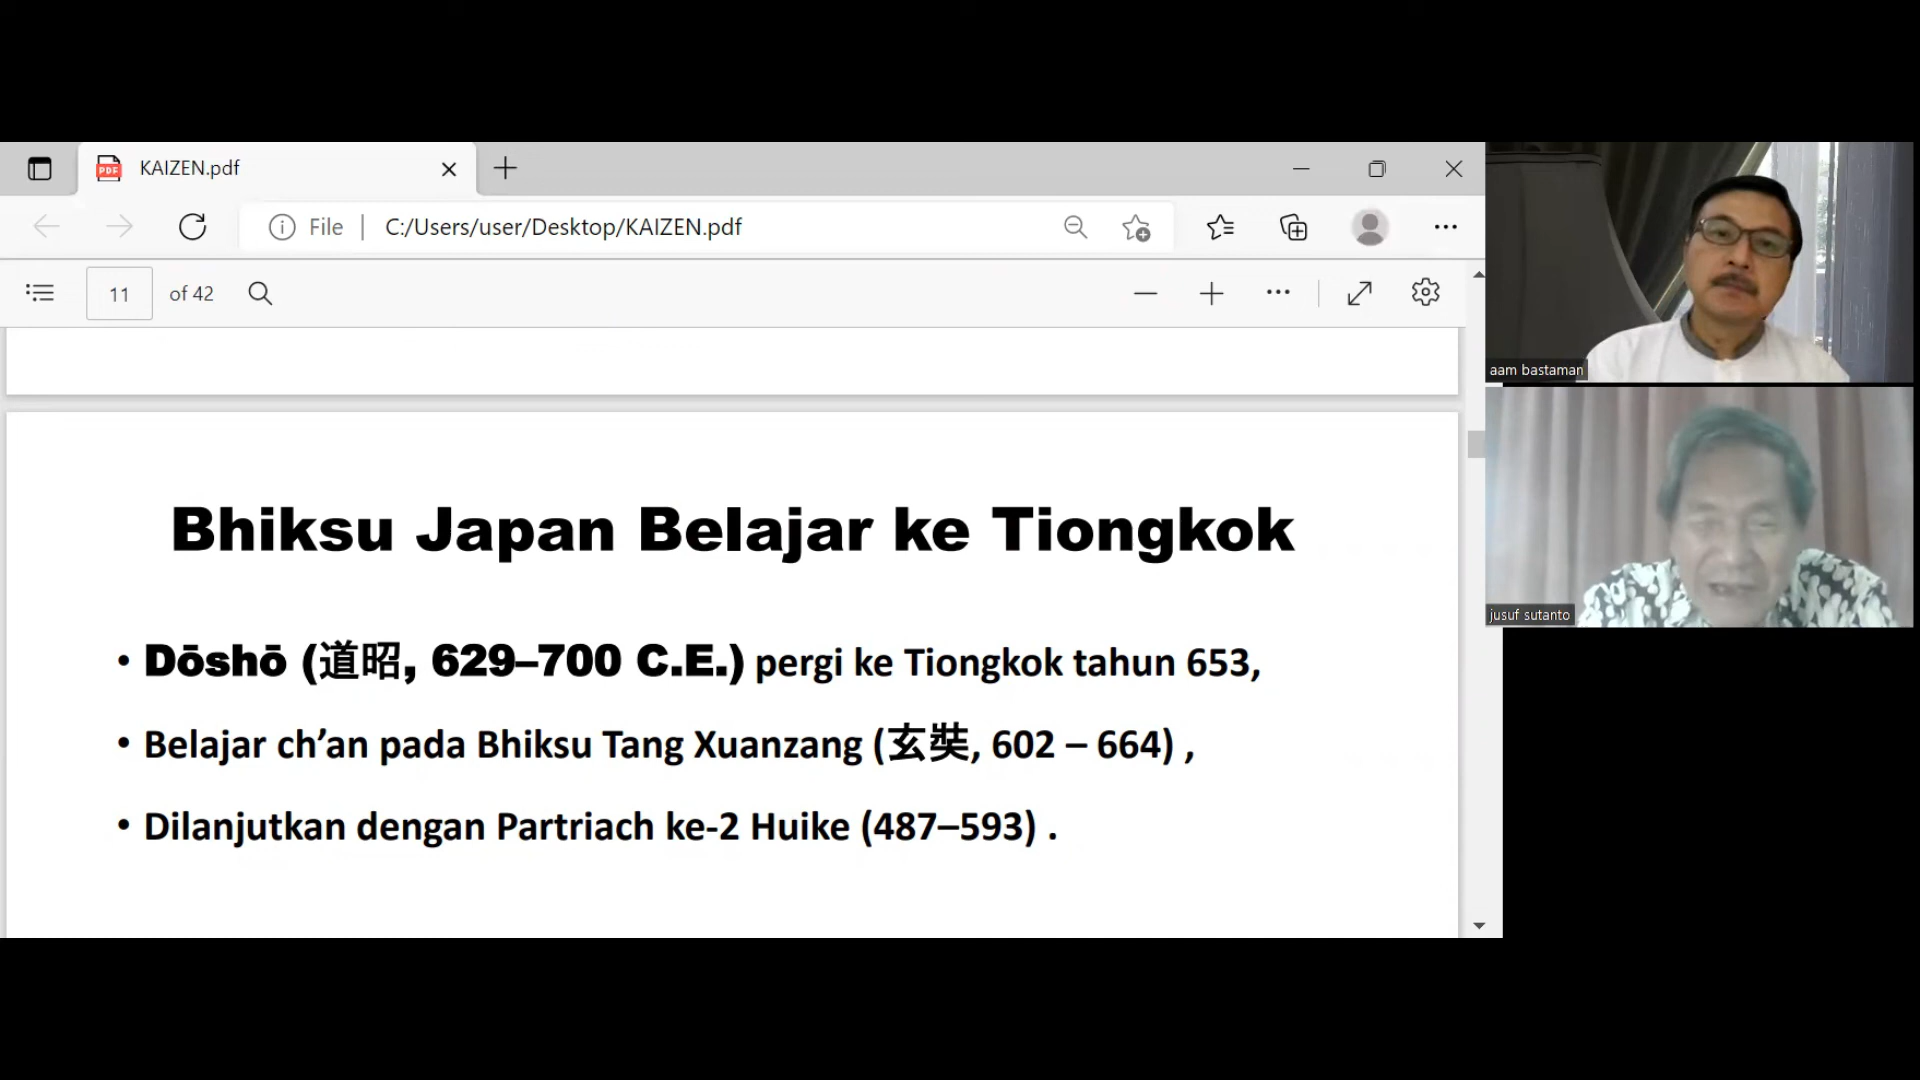 KAIZEN.pdf
File
C:/Users/user/Desktop/KAIZEN.pdf
11 of 42
aam bastaman
Bhiksu Japan Belajar ke Tiongkok
• Dōshō (道昭, 629–700 C.E.) pergi ke Tiongkok tahun 653,
jusuf sutanto
• Belajar ch’an pada Bhiksu Tang Xuanzang (玄奘, 602 – 664) ,
• Dilanjutkan dengan Partriach ke-2 Huike (487–593) .